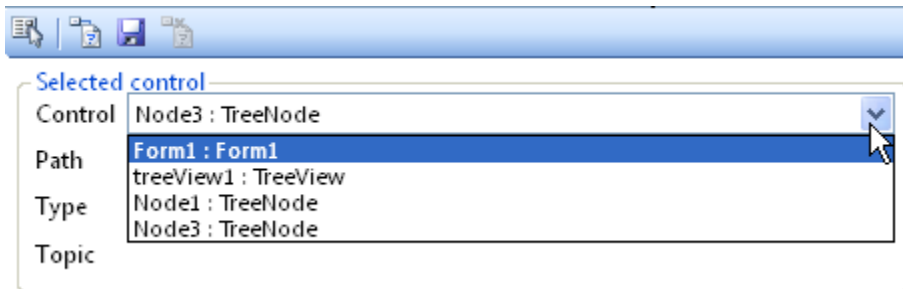 Selected control
Control Node3 : TreeNode
Form1 : Form1
Path
treeView1 : TreeView
Type
Node1 : TreeNode
Node3 : TreeNode
Topic